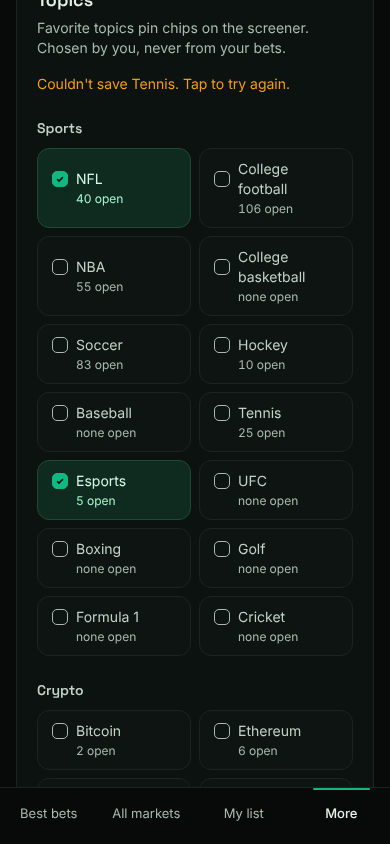 Topics
Favorite topics pin chips on the screener.
Chosen by you, never from your bets.
Couldn't save Tennis. Tap to try again.
Sports
NFL
40 open
College
football
106 open
NBA
55 open
College
basketball
none open
Soccer
83 open
Hockey
10 open
Baseball
none open
Tennis
25 open
Esports
5 open
UFC
none open
Boxing
none open
Golf
none open
Formula 1
none open
Cricket
none open
Crypto
Bitcoin
2 open
Ethereum
6 open
Best bets
All markets
My list
More